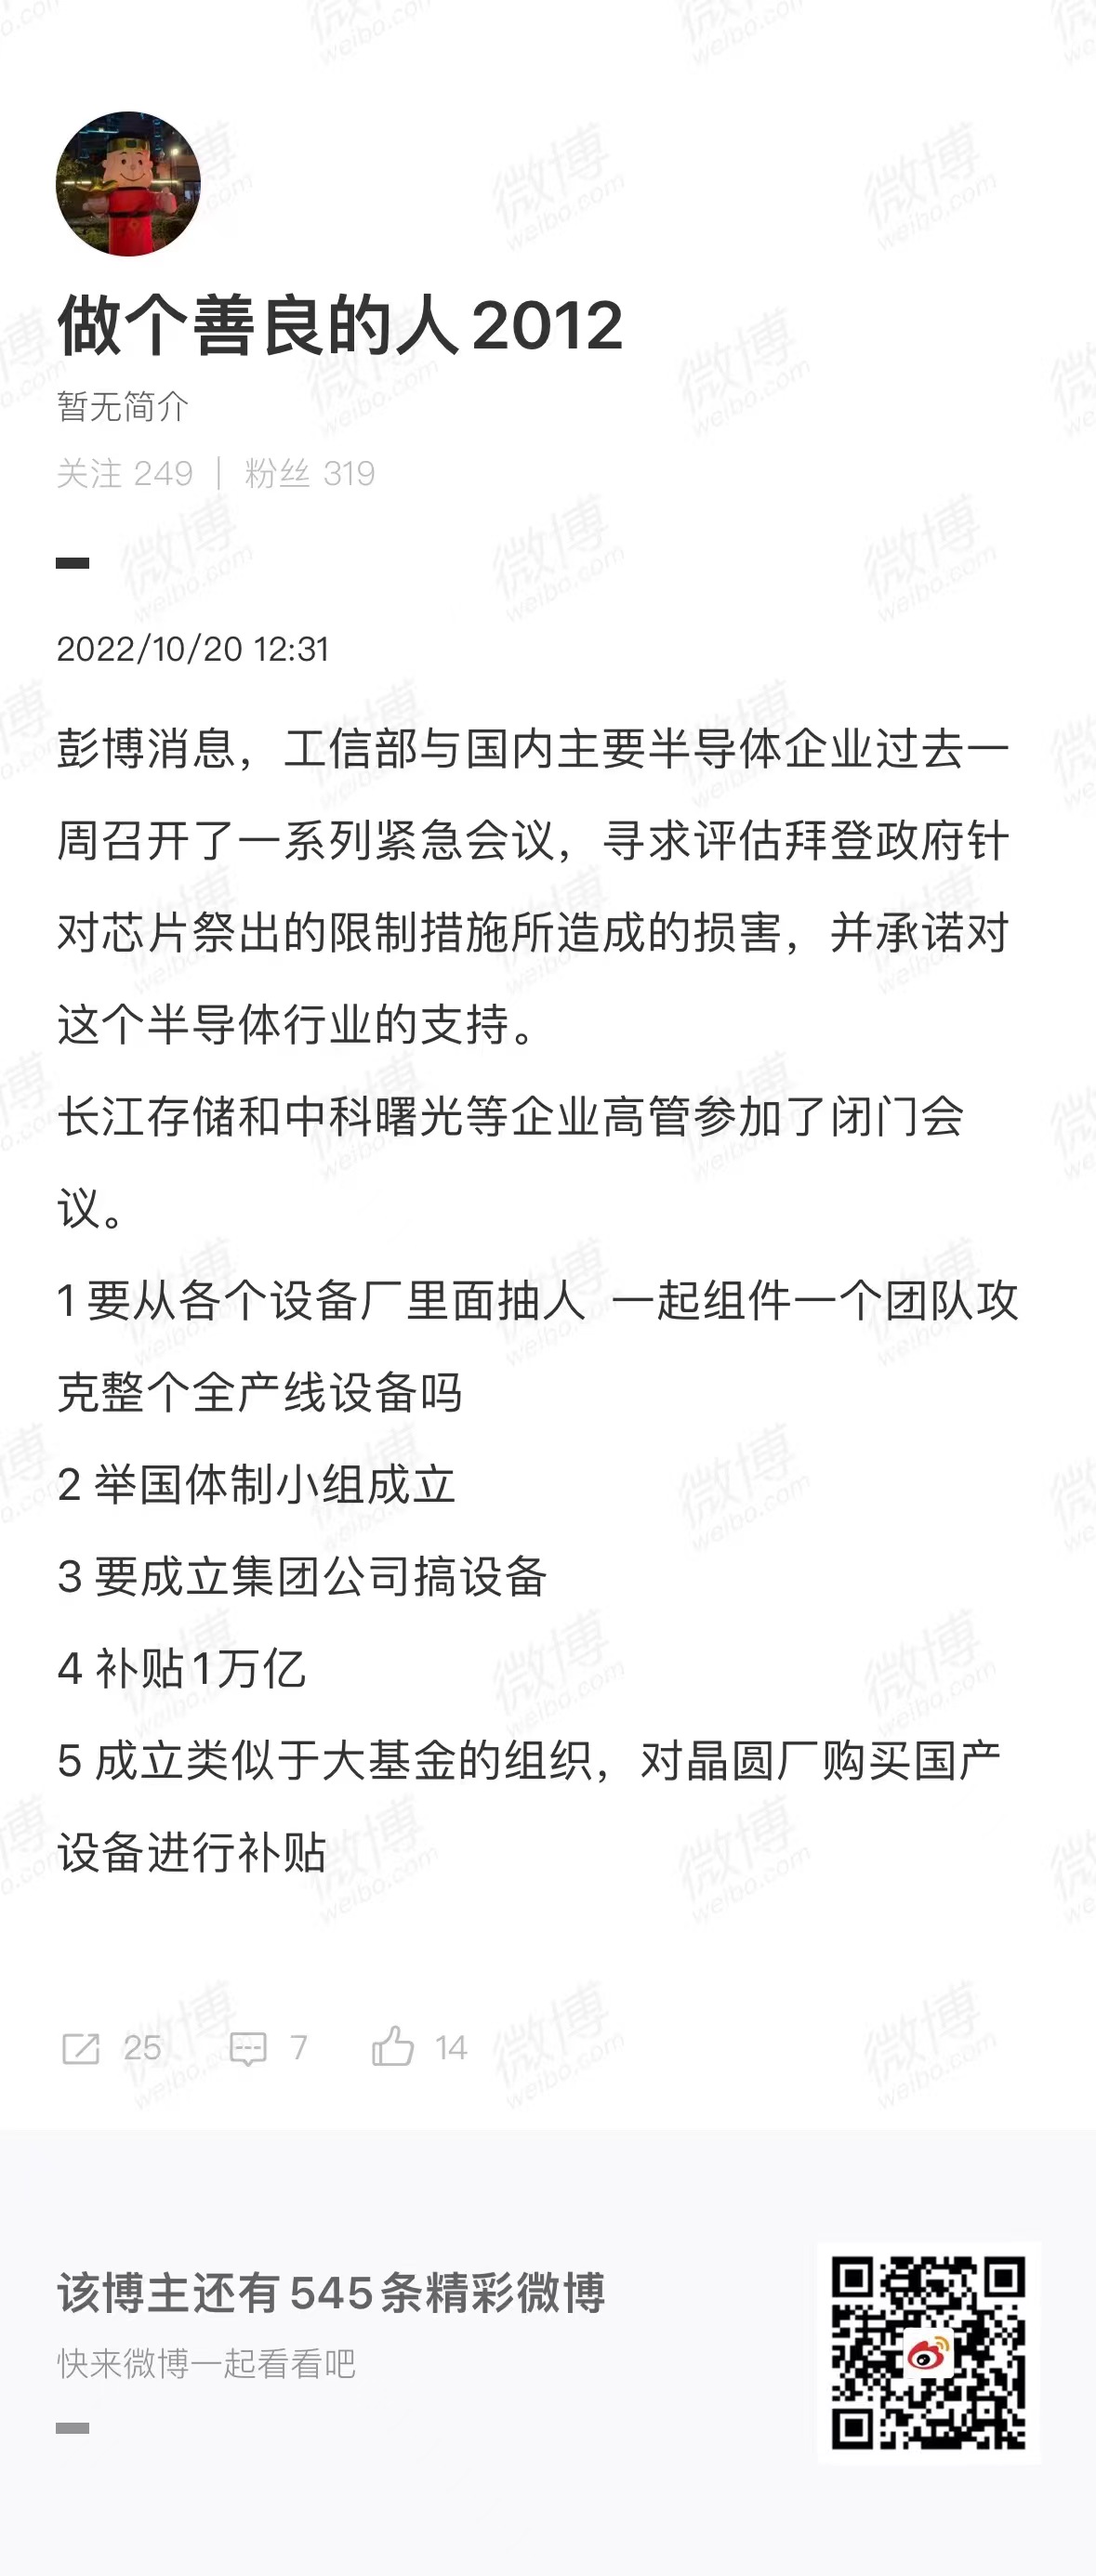 做个善良的人2012
暂无简介
关注 249 | 粉丝 319
2022/10/20 12:31
彭博消息，工信部与国内主要半导体企业过去一
周召开了一系列紧急会议，寻求评估拜登政府针
对芯片祭出的限制措施所造成的损害，并承诺对
这个半导体行业的支持。
长江存储和中科曙光等企业高管参加了闭门会
议。
1 要从各个设备厂里面抽人 一起组件一个团队攻
克整个全产线设备吗
2 举国体制小组成立
3 要成立集团公司搞设备
4 补贴1万亿
5 成立类似于大基金的组织，对晶圆厂购买国产
设备进行补贴
25 7 14
该博主还有545条精彩微博
快来微博一起看看吧
微博
weibo.com